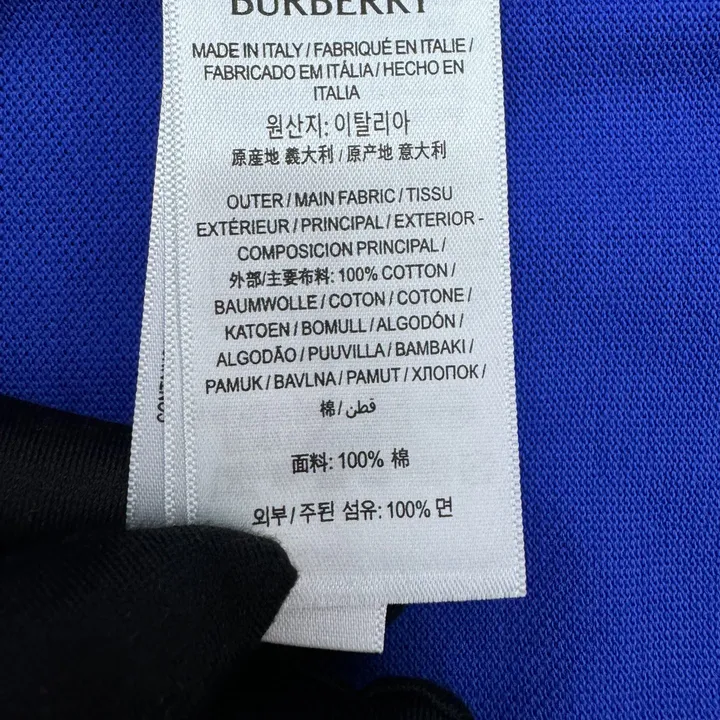 BURBERRY
MADE IN ITALY / FABRIQUÉ EN ITALIE /
FABRICADO EM ITÁLIA / HECHO EN
ITALIA
원산지: 이탈리아
原産地 義大利 / 原产地 意大利
OUTER / MAIN FABRIC / TISSU
EXTÉRIEUR / PRINCIPAL / EXTERIOR -
COMPOSICION PRINCIPAL /
外部/主要布料: 100% COTTON /
BAUMWOLLE / COTON / COTONE /
KATOEN / BOMULL / ALGODÓN /
ALGODÃO / PUUVILLA / BAMBAKI /
PAMUK / BAVLNA / PAMUT / ХЛОПОК /
棉 / قطن
面料: 100% 棉
외부 / 주된 섬유: 100% 면